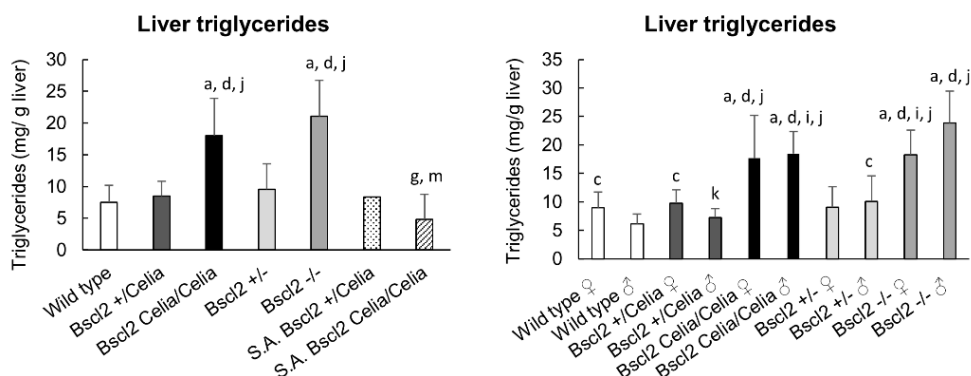 Liver triglycerides
Triglycerides (mg/ g liver)
30
25
20
15
10
5
0
a, d, j
a, d, j
g, m
Wild type
Bscl2 +/Celia
Bscl2 Celia/Celia
Bscl2 +/-
Bscl2 -/-
S.A. Bscl2 +/Celia
S.A. Bscl2 Celia/Celia
Liver triglycerides
Triglycerides (mg/g liver)
35
30
25
20
15
10
5
0
c
c
k
a, d, j
a, d, i, j
c
a, d, i, j
a, d, j
Wild type ♀
Wild type ♂
Bscl2 +/Celia ♀
Bscl2 +/Celia ♂
Bscl2 Celia/Celia ♀
Bscl2 Celia/Celia ♂
Bscl2 +/- ♀
Bscl2 +/- ♂
Bscl2 -/- ♀
Bscl2 -/- ♂